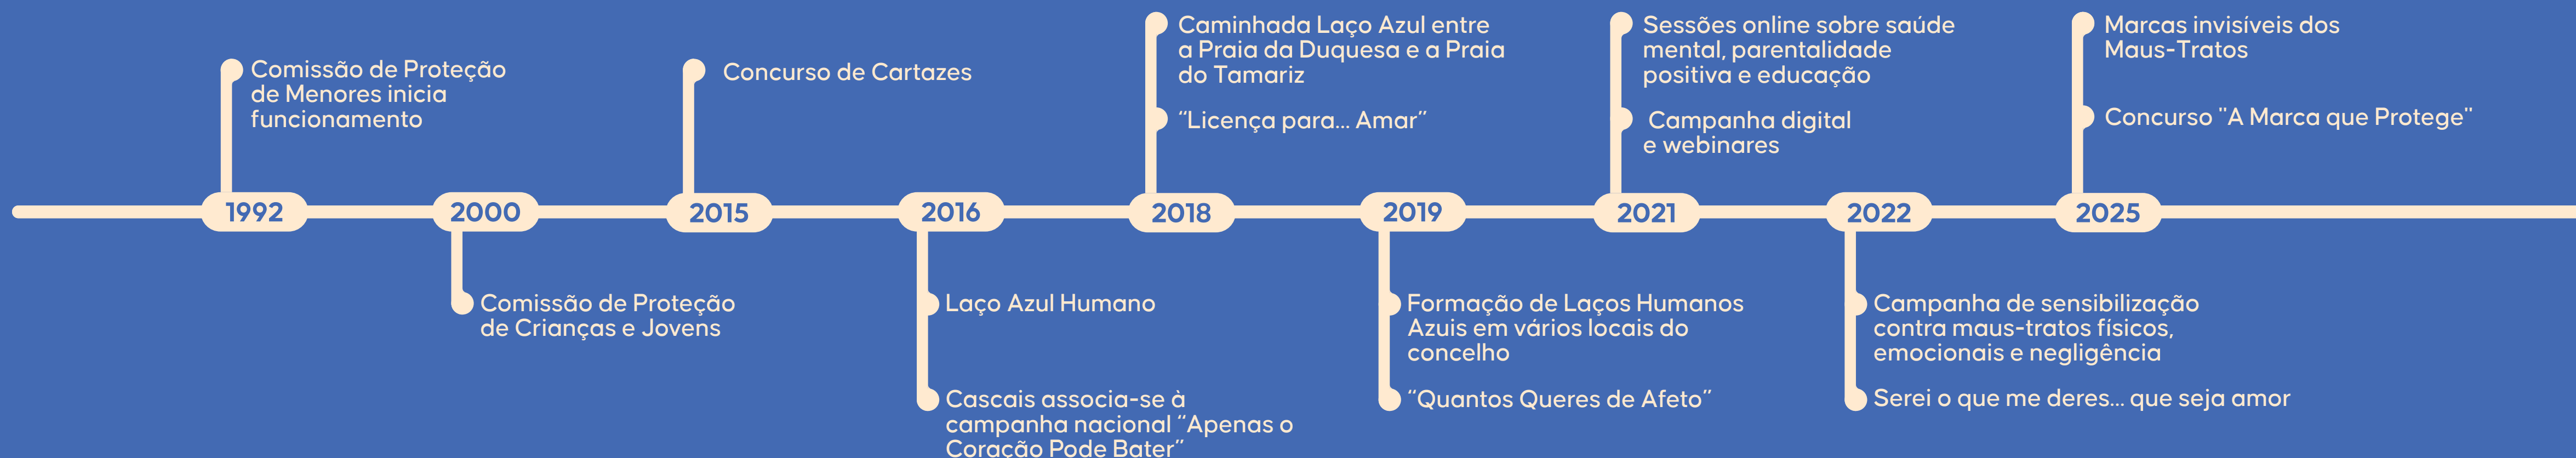 1992
Comissão de Proteção
de Menores inicia
funcionamento
2000
Comissão de Proteção
de Crianças e Jovens
2015
Concurso de Cartazes
2016
Laço Azul Humano
Cascais associa-se à
campanha nacional “Apenas o
Coração Pode Bater”
2018
Caminhada Laço Azul entre
a Praia da Duquesa e a Praia
do Tamariz
“Licença para... Amar”
2019
Formação de Laços Humanos
Azuis em vários locais do
concelho
“Quantos Queres de Afeto”
2021
Sessões online sobre saúde
mental, parentalidade
positiva e educação
Campanha digital
e webinares
2022
Campanha de sensibilização
contra maus-tratos físicos,
emocionais e negligência
Serei o que me deres... que seja amor
2025
Marcas invisíveis dos
Maus-Tratos
Concurso "A Marca que Protege"